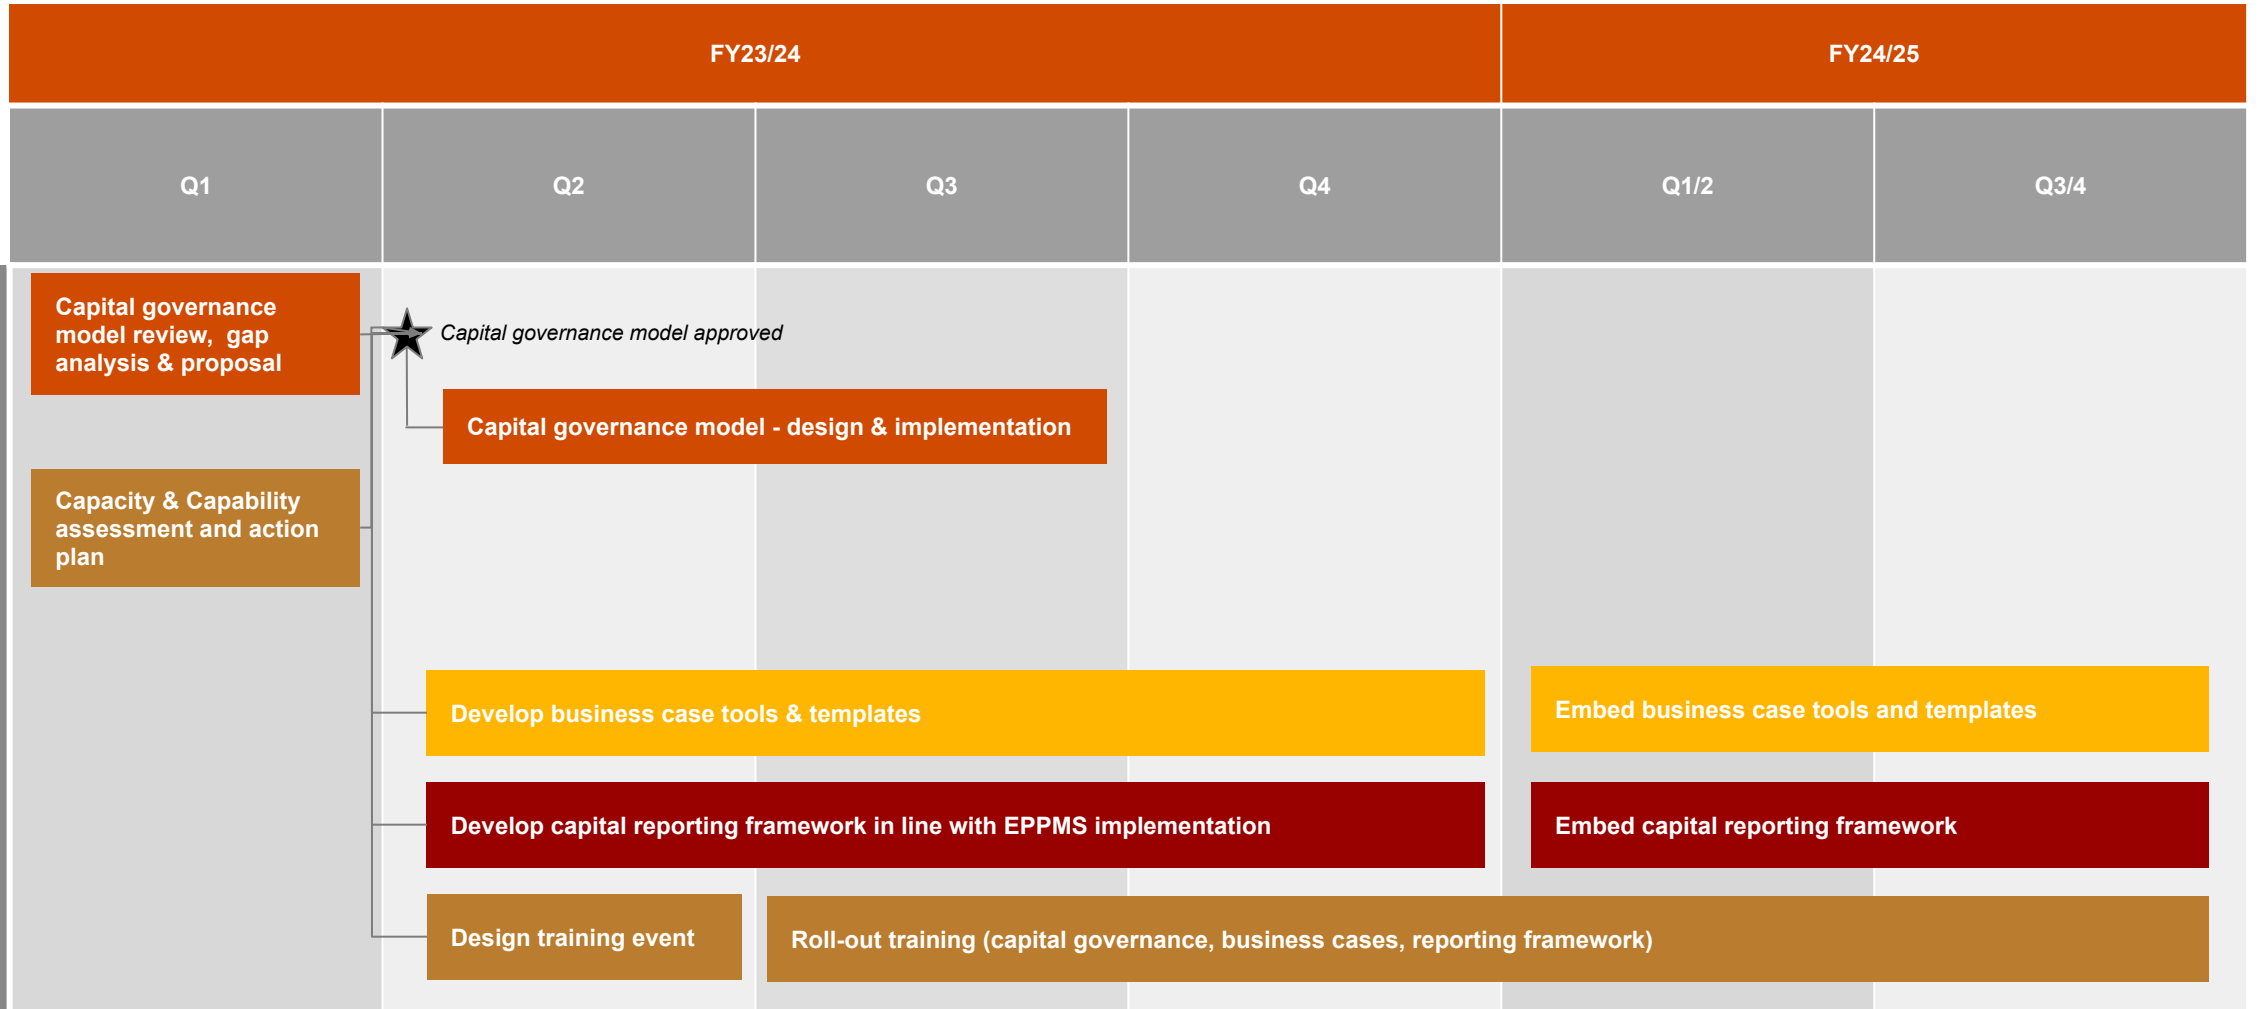 FY23/24
FY24/25
Q1
Q2
Q3
Q4
Q1/2
Q3/4
Capital governance
model review, gap
analysis & proposal
Capital governance model approved
Capital governance model - design & implementation
Capacity & Capability
assessment and action
plan
Develop business case tools & templates
Embed business case tools and templates
Develop capital reporting framework in line with EPPMS implementation
Embed capital reporting framework
Design training event
Roll-out training (capital governance, business cases, reporting framework)